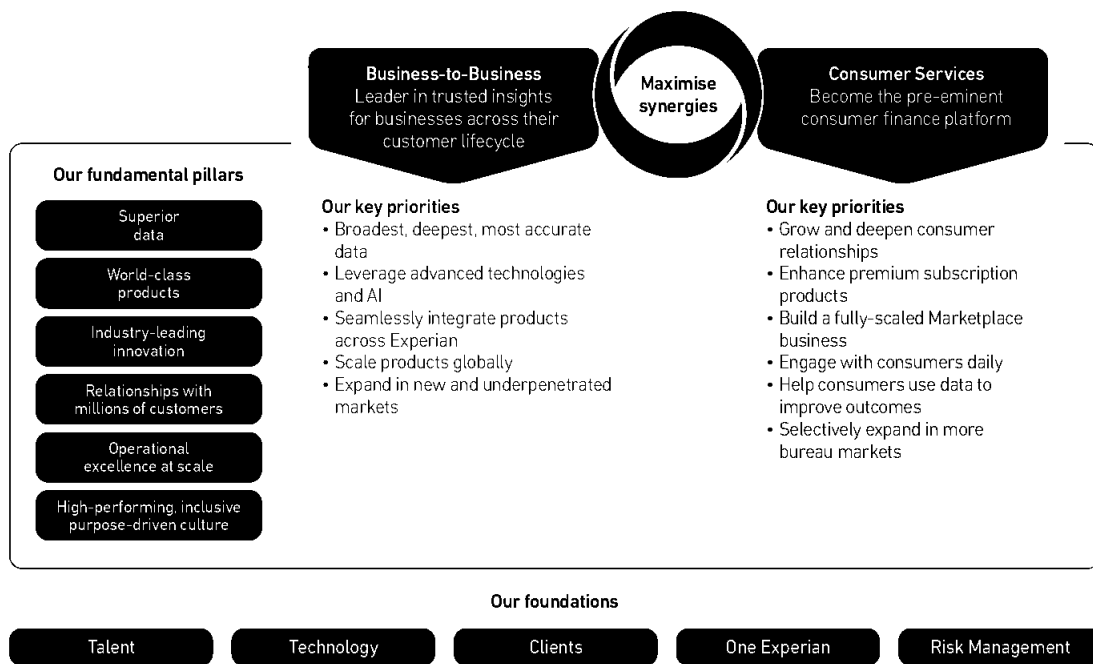 Business-to-Business
Leader in trusted insights
for businesses across their
customer lifecycle
Maximise
synergies
Consumer Services
Become the pre-eminent
consumer finance platform
Our fundamental pillars
Superior
data
World-class
products
Industry-leading
innovation
Relationships with
millions of customers
Operational
excellence at scale
High-performing, inclusive
purpose-driven culture
Our key priorities
• Broadest, deepest, most accurate
data
• Leverage advanced technologies
and AI
• Seamlessly integrate products
across Experian
• Scale products globally
• Expand in new and underpenetrated
markets
Our key priorities
• Grow and deepen consumer
relationships
• Enhance premium subscription
products
• Build a fully-scaled Marketplace
business
• Engage with consumers daily
• Help consumers use data to
improve outcomes
• Selectively expand in more
bureau markets
Our foundations
Talent
Technology
Clients
One Experian
Risk Management